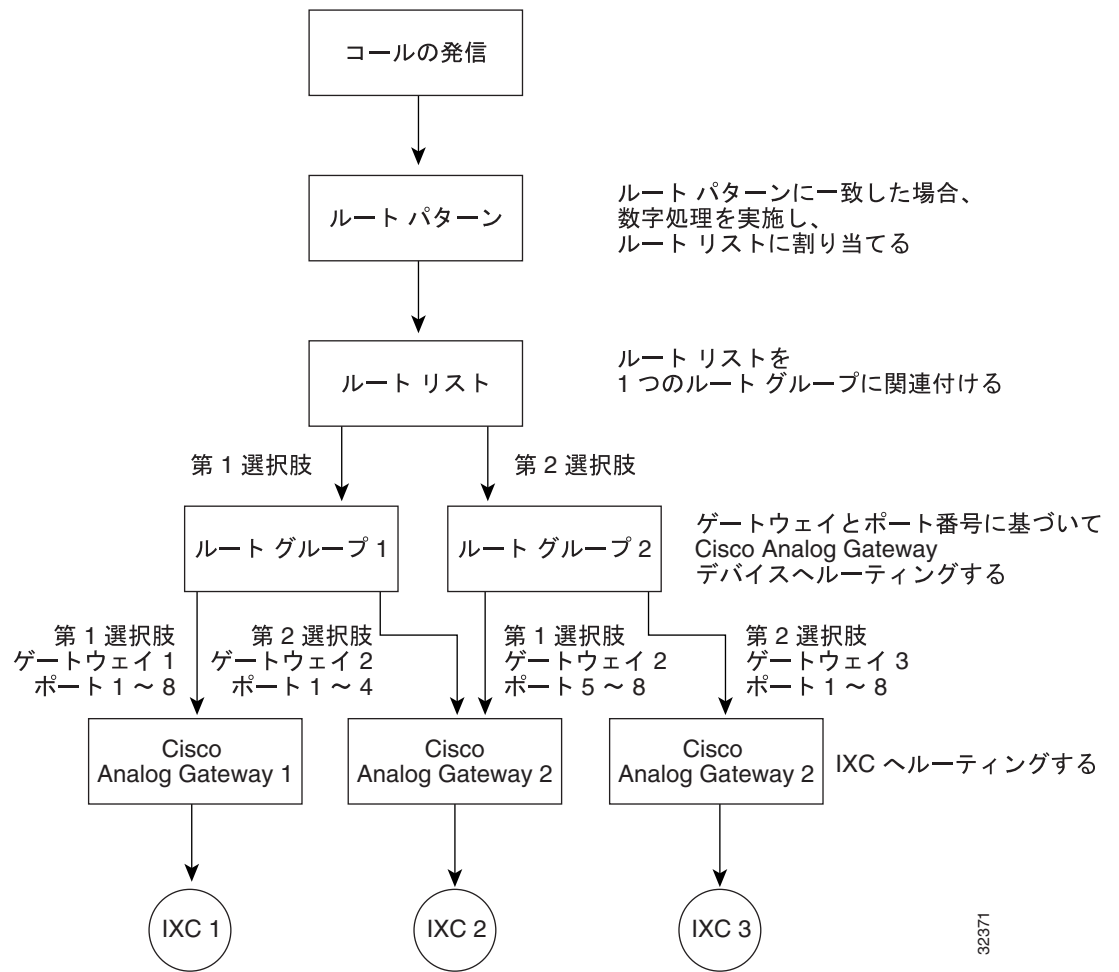 コールの発信
ルート パターン
ルート パターンに一致した場合、
数字処理を実施し、
ルート リストに割り当てる
ルート リスト
ルート リストを
1 つのルート グループに関連付ける
第 1 選択肢
第 2 選択肢
ルート グループ 1
ルート グループ 2
ゲートウェイとポート番号に基づいて
Cisco Analog Gateway
デバイスへルーティングする
第 1 選択肢
ゲートウェイ 1
ポート 1 ～ 8
第 2 選択肢
ゲートウェイ 2
ポート 1 ～ 4
第 1 選択肢
ゲートウェイ 2
ポート 5 ～ 8
第 2 選択肢
ゲートウェイ 3
ポート 1 ～ 8
Cisco
Analog Gateway 1
Cisco
Analog Gateway 2
Cisco
Analog Gateway 2
IXC へルーティングする
IXC 1
IXC 2
IXC 3
32371